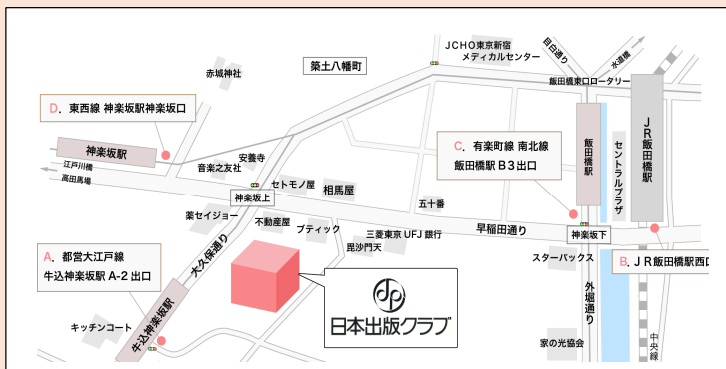 JCHO東京新宿
メディカルセンター
目白通り
水道橋
築土八幡町
赤城神社
飯田橋東口ロータリー
D. 東西線 神楽坂駅神楽坂口
神楽坂駅
江戸川橋
高田馬場
安養寺
音楽之友社
C. 有楽町線 南北線
飯田橋駅B3出口
飯田橋駅
セントラルプラザ
JR飯田橋駅
セトモノ屋
相馬屋
神楽坂上
五十番
薬セイジョー
不動産屋
ブティック
三菱東京UFJ銀行
毘沙門天
早稲田通り
神楽坂下
大久保通り
A. 都営大江戸線
牛込神楽坂駅A-2出口
スターバックス
B. JR飯田橋駅西口
日本出版クラブ
外堀通り
キッチンコート
牛込神楽坂駅
家の光協会
中央線